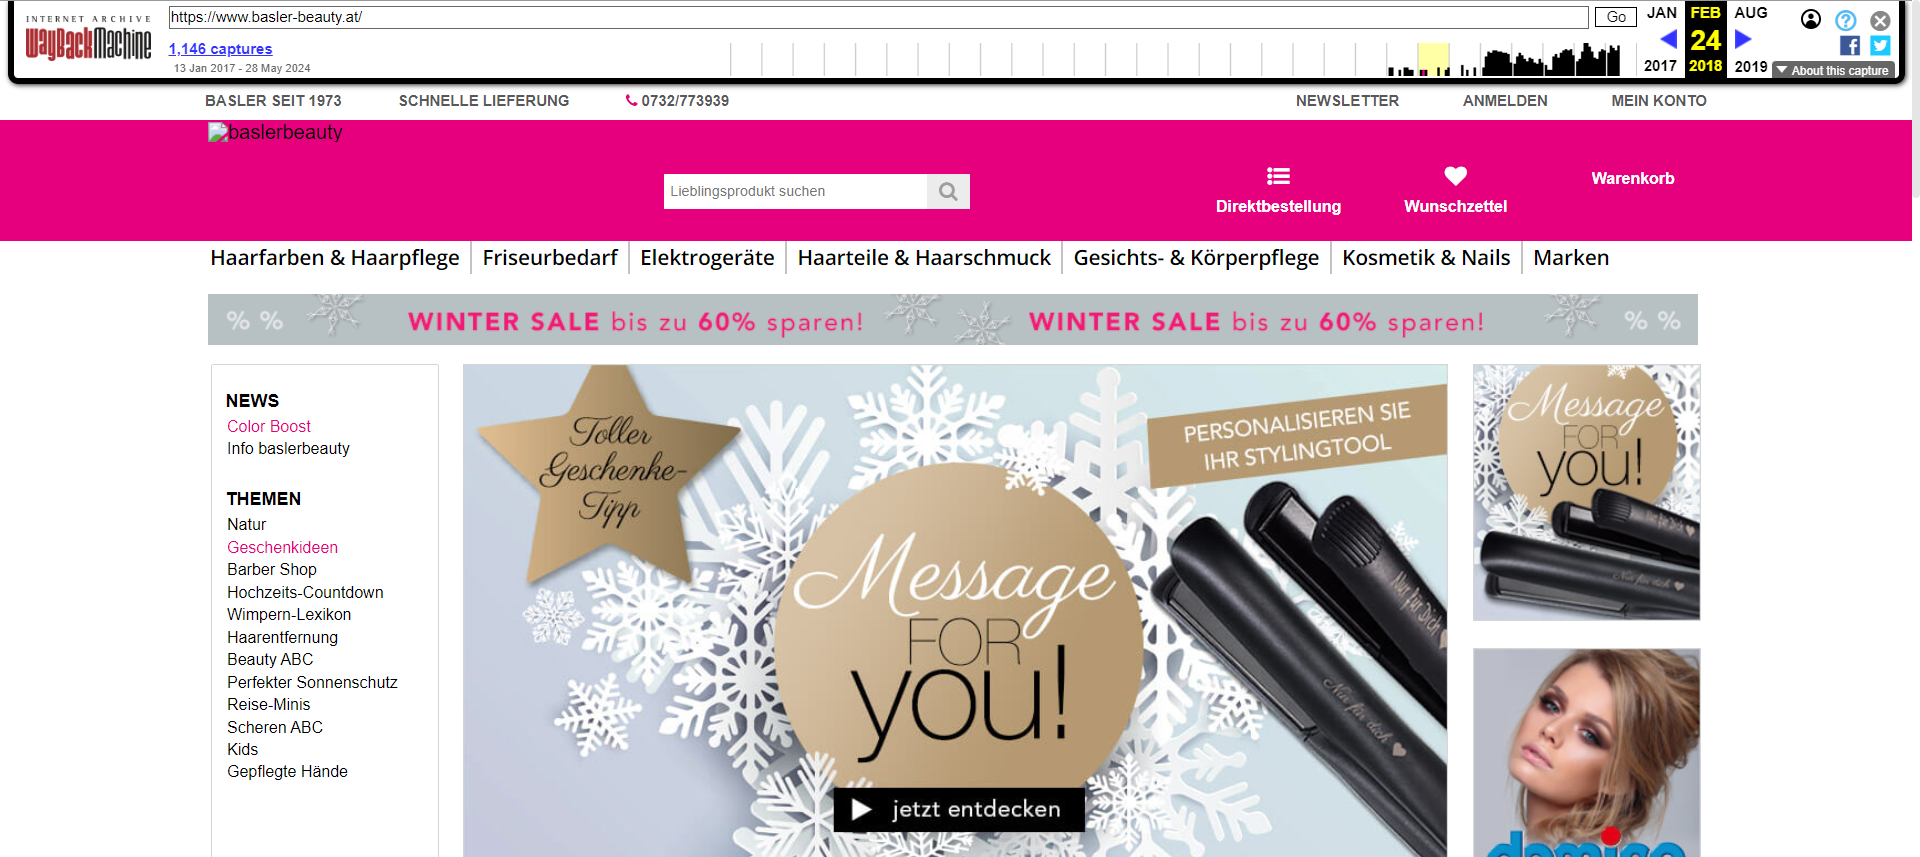 INTERNET ARCHIVE
WayBackMachine
https://www.basler-beauty.at/
Go
JAN FEB AUG
1,146 captures
24
13 Jan 2017 - 28 May 2024
2017 2018 2019
About this capture
BASLER SEIT 1973 SCHNELLE LIEFERUNG 0732/773939 NEWSLETTER ANMELDEN MEIN KONTO
baslerbeauty
Lieblingsprodukt suchen
Direktbestellung Wunschzettel Warenkorb
Haarfarben & Haarpflege Friseurbedarf Elektrogeräte Haarteile & Haarschmuck Gesichts- & Körperpflege Kosmetik & Nails Marken
% % WINTER SALE bis zu 60% sparen! WINTER SALE bis zu 60% sparen! % %
NEWS
Color Boost
Info baslerbeauty
THEMEN
Natur
Geschenkideen
Barber Shop
Hochzeits-Countdown
Wimpern-Lexikon
Haarentfernung
Beauty ABC
Perfekter Sonnenschutz
Reise-Minis
Scheren ABC
Kids
Gepflegte Hände
Toller
Geschenke-
Tipp
Message
FOR
you!
PERSONALISIEREN SIE
IHR STYLINGTOOL
Nur für Dich
Nur für dich
jetzt entdecken
Message
FOR
you!
Nur für dich